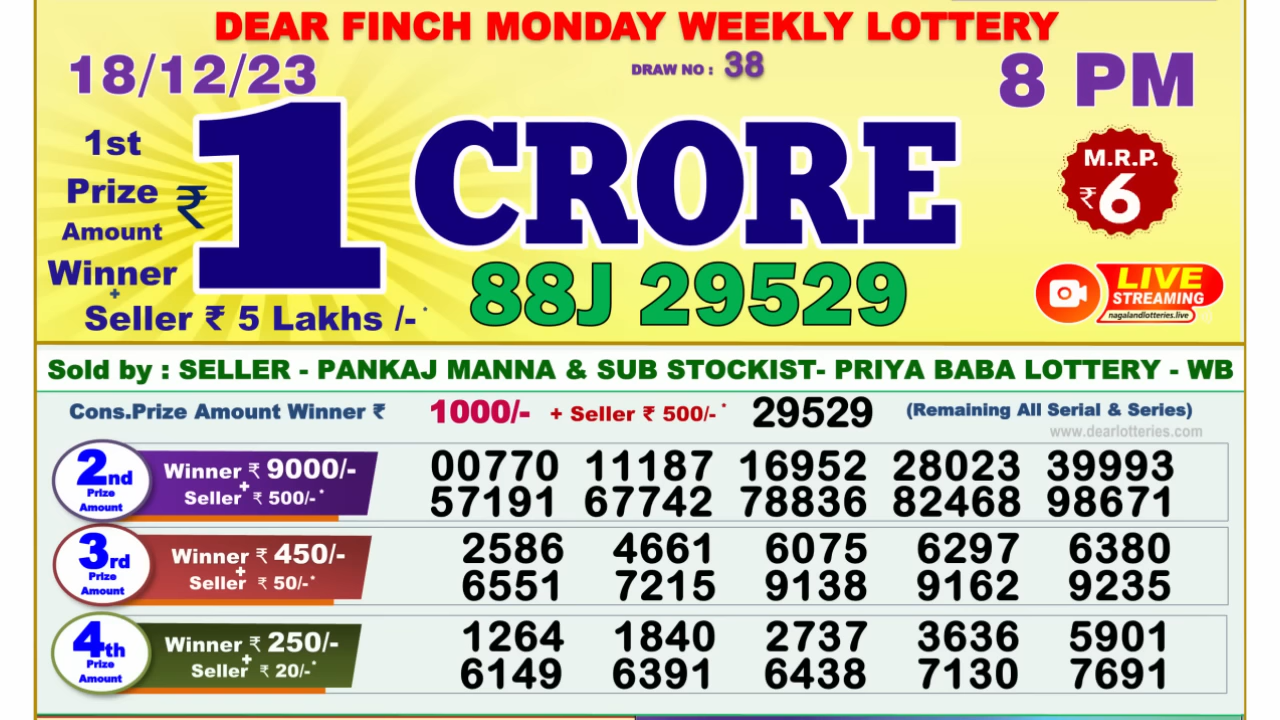 DEAR FINCH MONDAY WEEKLY LOTTERY
18/12/23
DRAW NO : 38
8 PM
1st
Prize
Amount
Winner
+
Seller ₹ 5 Lakhs /-*
₹ 1 CRORE
88J 29529
M.R.P.
₹ 6
LIVE
STREAMING
nagalandlotteries.live
Sold by : SELLER - PANKAJ MANNA & SUB STOCKIST- PRIYA BABA LOTTERY - WB
Cons.Prize Amount Winner ₹ 1000/- + Seller ₹ 500/-* 29529 (Remaining All Serial & Series)
www.dearlotteries.com
2nd
Prize
Amount
Winner ₹ 9000/-
+
Seller ₹ 500/-*
00770 11187 16952 28023 39993
57191 67742 78836 82468 98671
3rd
Prize
Amount
Winner ₹ 450/-
+
Seller ₹ 50/-*
2586 4661 6075 6297 6380
6551 7215 9138 9162 9235
4th
Prize
Amount
Winner ₹ 250/-
+
Seller ₹ 20/-*
1264 1840 2737 3636 5901
6149 6391 6438 7130 7691